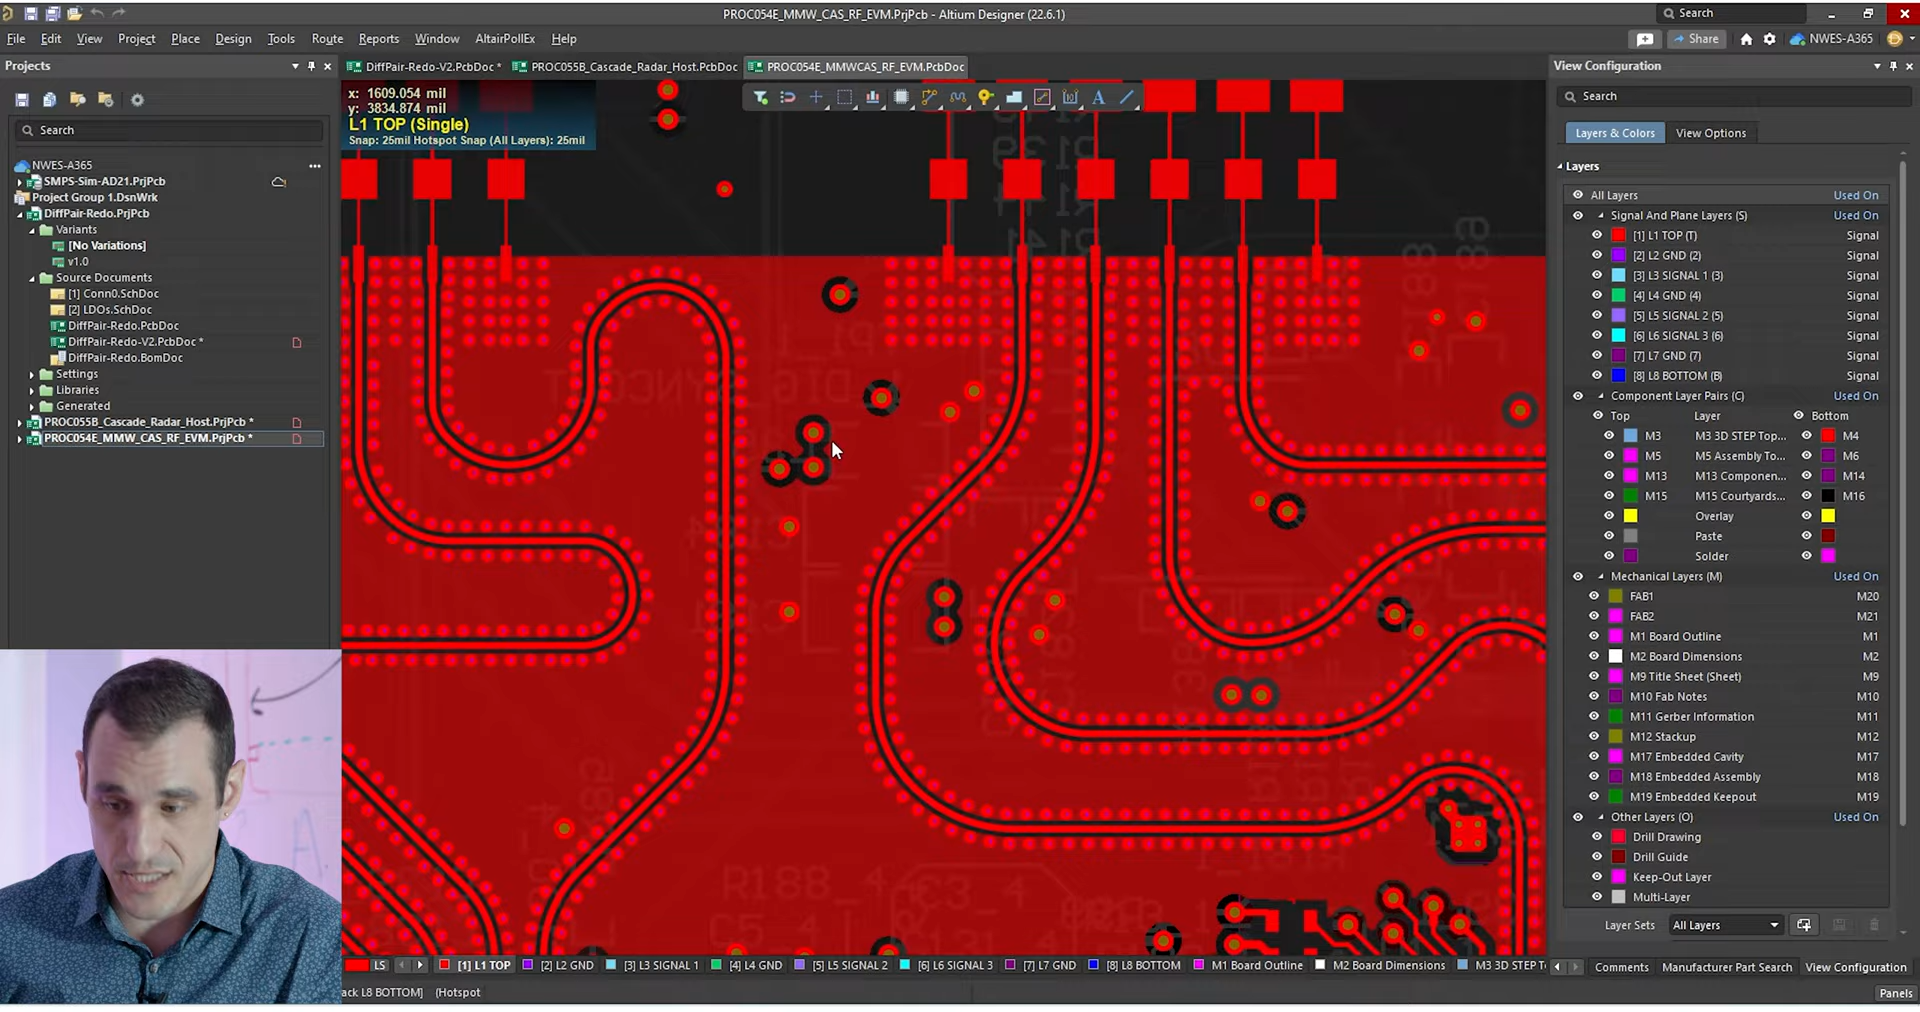 PROC054E_MMW_CAS_RF_EVM.PrjPcb - Altium Designer (22.6.1)
Search
File Edit View Project Place Design Tools Route Reports Window AltairPollEx Help
Share
NWES-A365
Projects
DiffPair-Redo-V2.PcbDoc *
PROC055B_Cascade_Radar_Host.PcbDoc
PROC054E_MMWCAS_RF_EVM.PcbDoc
View Configuration
Search
NWES-A365
SMPS-Sim-AD21.PrjPcb
Project Group 1.DsnWrk
DiffPair-Redo.PrjPcb
Variants
[No Variations]
v1.0
Source Documents
[1] Conn0.SchDoc
[2] LDOs.SchDoc
DiffPair-Redo.PcbDoc
DiffPair-Redo-V2.PcbDoc *
DiffPair-Redo.BomDoc
Settings
Libraries
Generated
PROC055B_Cascade_Radar_Host.PrjPcb *
PROC054E_MMW_CAS_RF_EVM.PrjPcb *
x: 1609.054 mil
y: 3834.874 mil
L1 TOP (Single)
Snap: 25mil Hotspot Snap (All Layers): 25mil
R139
R144
R141
R188_4
C3_4
C5_4
Search
Layers & Colors View Options
Layers
All Layers Used On
Signal And Plane Layers (S) Used On
[1] L1 TOP (T) Signal
[2] L2 GND (2) Signal
[3] L3 SIGNAL 1 (3) Signal
[4] L4 GND (4) Signal
[5] L5 SIGNAL 2 (5) Signal
[6] L6 SIGNAL 3 (6) Signal
[7] L7 GND (7) Signal
[8] L8 BOTTOM (B) Signal
Component Layer Pairs (C) Used On
Top Layer Bottom
M3 M3 3D STEP Top... M4
M5 M5 Assembly To... M6
M13 M13 Componen... M14
M15 M15 Courtyards... M16
Overlay
Paste
Solder
Mechanical Layers (M) Used On
FAB1 M20
FAB2 M21
M1 Board Outline M1
M2 Board Dimensions M2
M9 Title Sheet (Sheet) M9
M10 Fab Notes M10
M11 Gerber Information M11
M12 Stackup M12
M17 Embedded Cavity M17
M18 Embedded Assembly M18
M19 Embedded Keepout M19
Other Layers (O) Used On
Drill Drawing
Drill Guide
Keep-Out Layer
Multi-Layer
Layer Sets All Layers
LS [1] L1 TOP [2] L2 GND [3] L3 SIGNAL 1 [4] L4 GND [5] L5 SIGNAL 2 [6] L6 SIGNAL 3 [7] L7 GND [8] L8 BOTTOM M1 Board Outline M2 Board Dimensions M3 3D STEP T
Comments Manufacturer Part Search View Configuration
ack L8 BOTTOM] (Hotspot
Panels